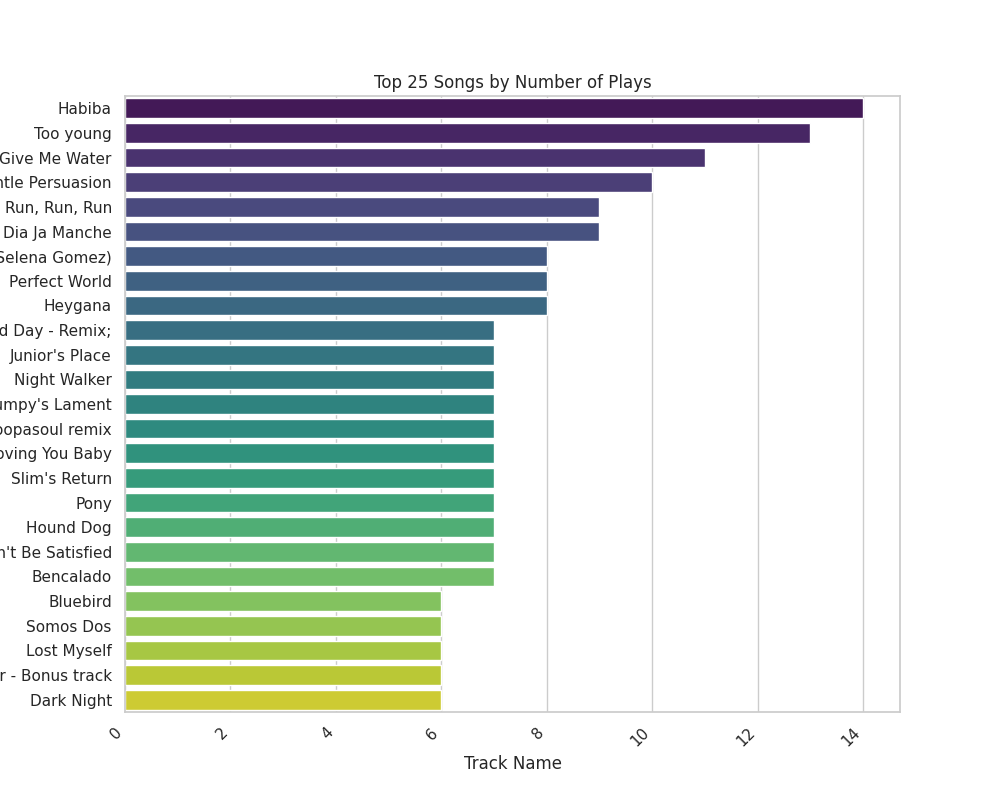 Top 25 Songs by Number of Plays
Habiba
Too young
Give Me Water
ntle Persuasion
Run, Run, Run
Dia Ja Manche
Selena Gomez)
Perfect World
Heygana
d Day - Remix;
Junior's Place
Night Walker
umpy's Lament
oopasoul remix
oving You Baby
Slim's Return
Pony
Hound Dog
n't Be Satisfied
Bencalado
Bluebird
Somos Dos
Lost Myself
r - Bonus track
Dark Night
0 2 4 6 8 10 12 14
Track Name